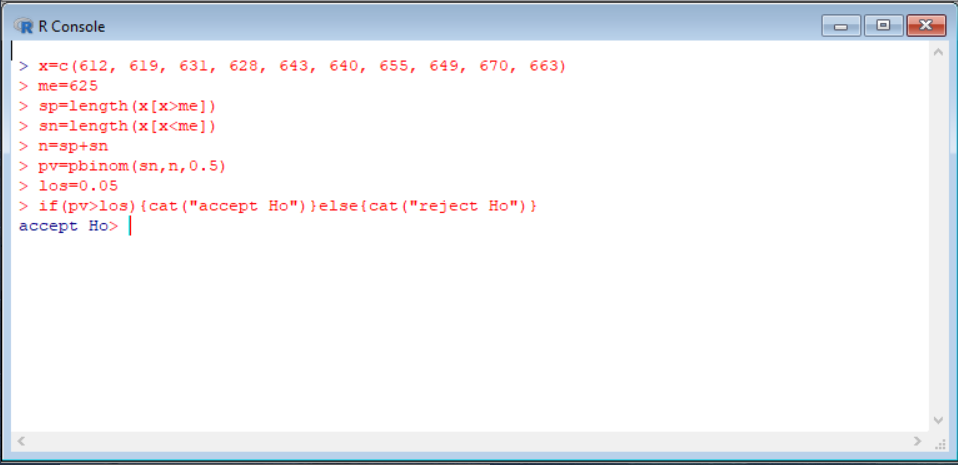 R Console
> x=c(612, 619, 631, 628, 643, 640, 655, 649, 670, 663)
> me=625
> sp=length(x[x>me])
> sn=length(x[x<me])
> n=sp+sn
> pv=pbinom(sn,n,0.5)
> los=0.05
> if(pv>los){cat("accept Ho")}else{cat("reject Ho")}
accept Ho>